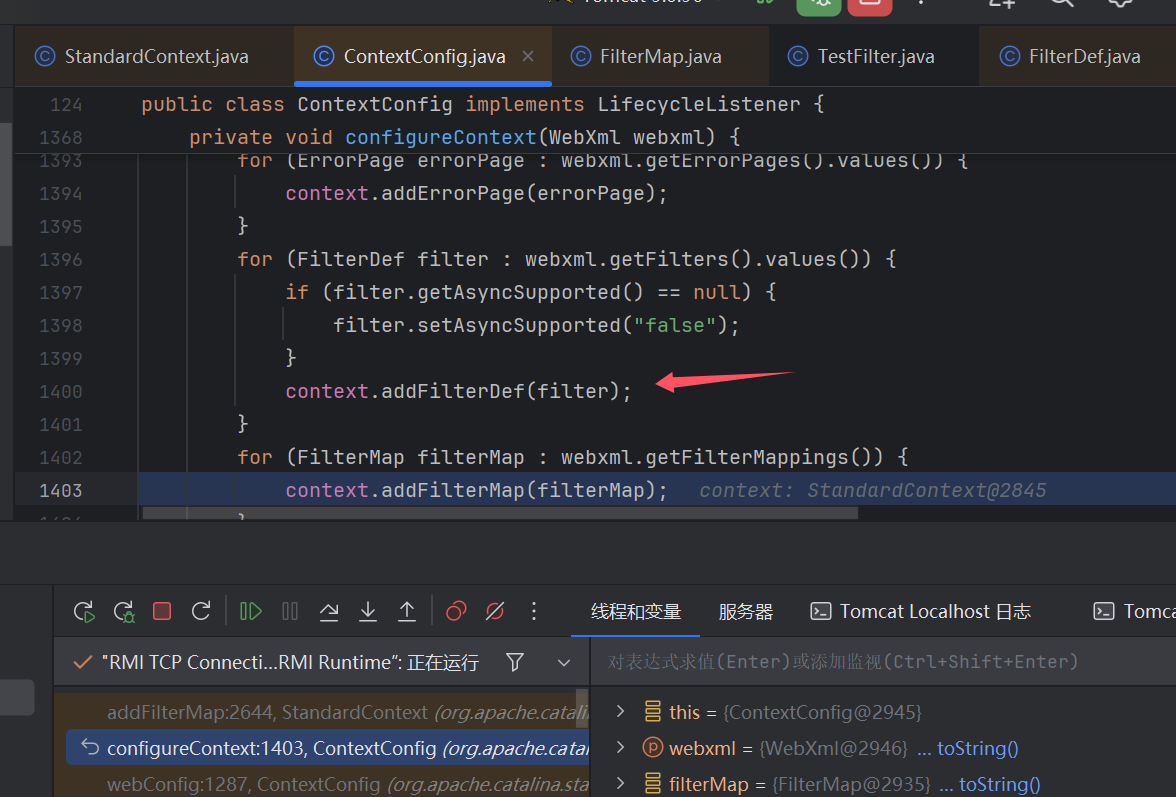 StandardContext.java ContextConfig.java FilterMap.java TestFilter.java FilterDef.java
124 public class ContextConfig implements LifecycleListener {
1368 private void configureContext(WebXml webxml) {
1393 for (ErrorPage errorPage : webxml.getErrorPages().values()) {
1394 context.addErrorPage(errorPage);
1395 }
1396 for (FilterDef filter : webxml.getFilters().values()) {
1397 if (filter.getAsyncSupported() == null) {
1398 filter.setAsyncSupported("false");
1399 }
1400 context.addFilterDef(filter);
1401 }
1402 for (FilterMap filterMap : webxml.getFilterMappings()) {
1403 context.addFilterMap(filterMap); context: StandardContext@2845
线程和变量 服务器 Tomcat Localhost 日志 Tomca
"RMI TCP Connecti...RMI Runtime”: 正在运行 对表达式求值(Enter)或添加监视(Ctrl+Shift+Enter)
addFilterMap:2644, StandardContext (org.apache.catali
this = {ContextConfig@2945}
configureContext:1403, ContextConfig (org.apache.catal
webxml = {WebXml@2946} ... toString()
webConfig:1287, ContextConfig (org.apache.catalina.sta
filterMap = {FilterMap@2935} ... toString()